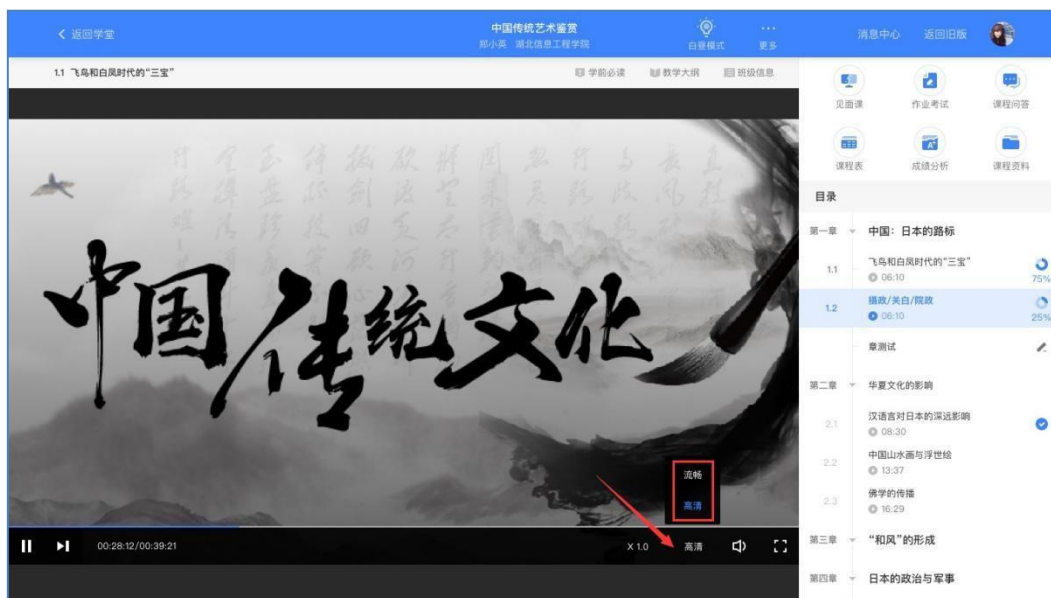 返回学堂
中国传统艺术鉴赏
郑小英 湖北信息工程学院
白昼模式
更多
消息中心
返回旧版
1.1 飞鸟和白凤时代的“三宝”
学前必读
教学大纲
班级信息
中国传统文化
流畅
高清
00:28:12/00:39:21
X 1.0
高清
见面课
作业考试
课程问答
课程表
成绩分析
课程资料
目录
第一章 中国：日本的路标
1.1 飞鸟和白凤时代的“三宝”
06:10
75%
1.2 摄政/关白/院政
06:10
25%
章测试
第二章 华夏文化的影响
2.1 汉语言对日本的深远影响
08:30
2.2 中国山水画与浮世绘
13:37
2.3 佛学的传播
16:29
第三章 “和风”的形成
第四章 日本的政治与军事